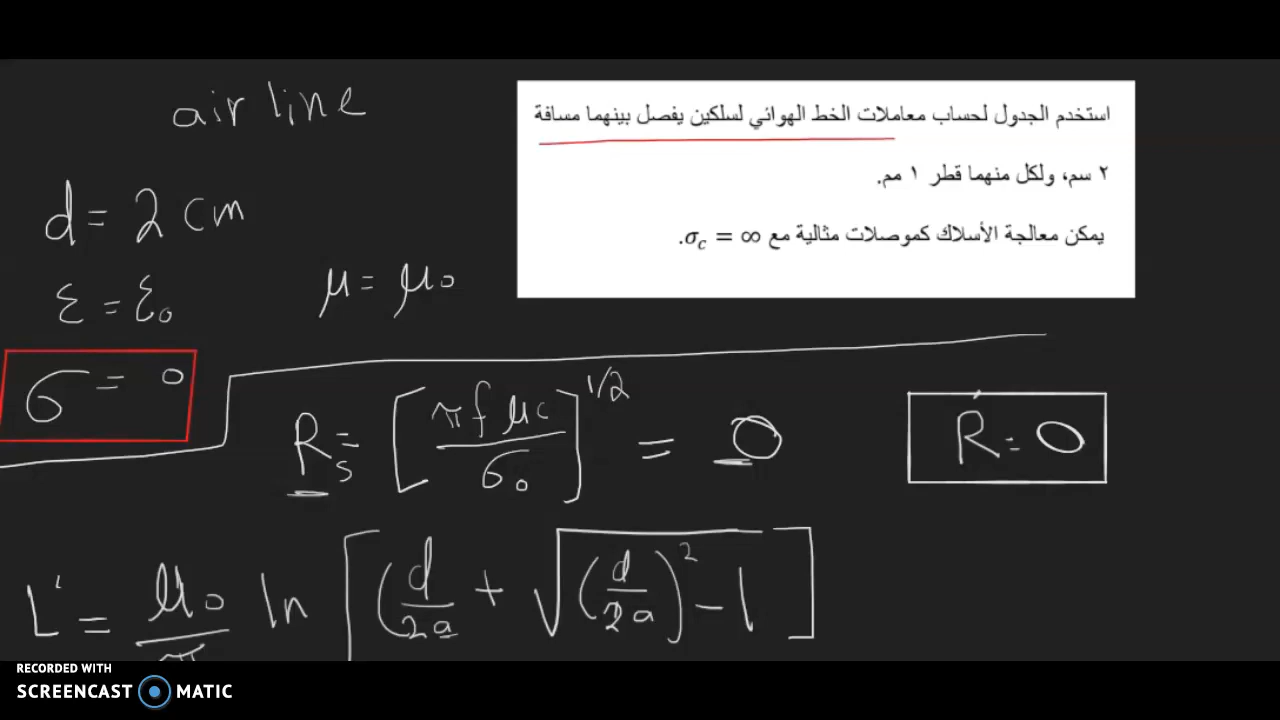 air line
استخدم الجدول لحساب معاملات الخط الهوائي لسلكين يفصل بينهما مسافة
٢ سم، ولكل منهما قطر ١ مم.
يمكن معالجة الأسلاك كموصلات مثالية مع σc = ∞.
d = 2 cm
ε = ε₀ μ = μ₀
σ = 0
Rs = [πfμc / σ₀]^1/2 = 0
R' = 0
L' = μ₀/π ln [(d/2a + √(d/2a)² - 1]
RECORDED WITH
SCREENCAST MATIC